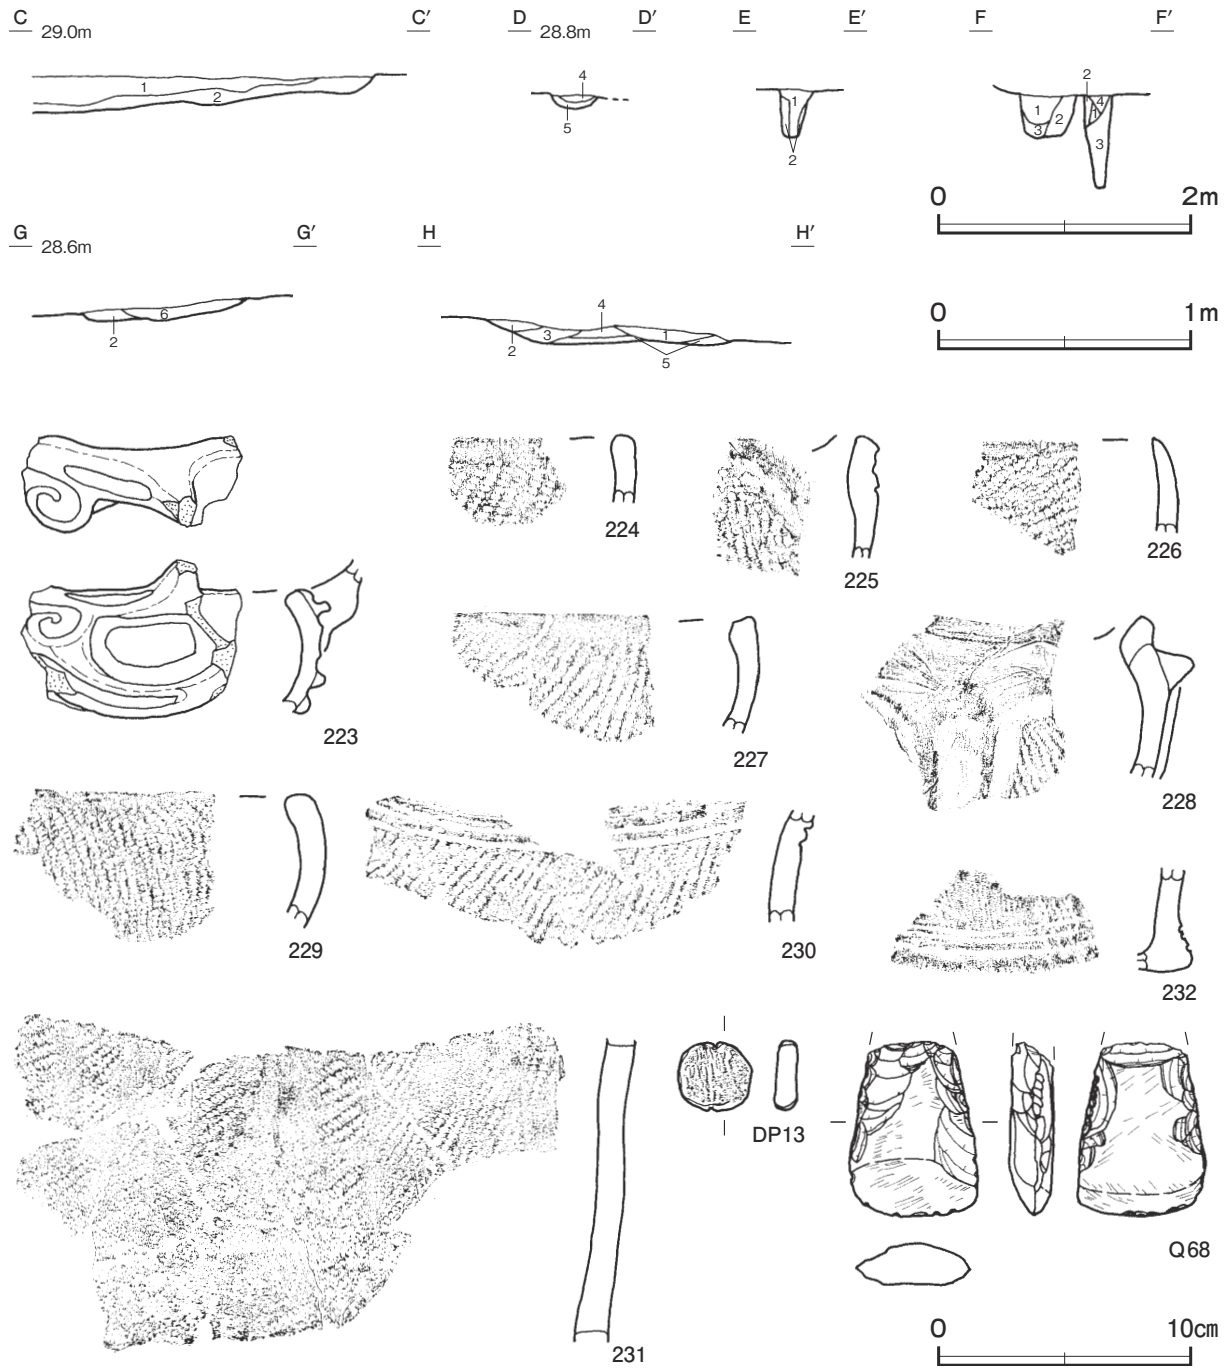 C C′ D D′ E E′ F F′
29.0m 28.8m
1 2 4 5 1 2 2 1 2 3 4 1 3
0 2m
G G′ H H′
28.6m
2 6 2 3 4 1 5
0 1m
224
225
226
223
227
228
229
230
232
DP13
Q68
231
0 10cm